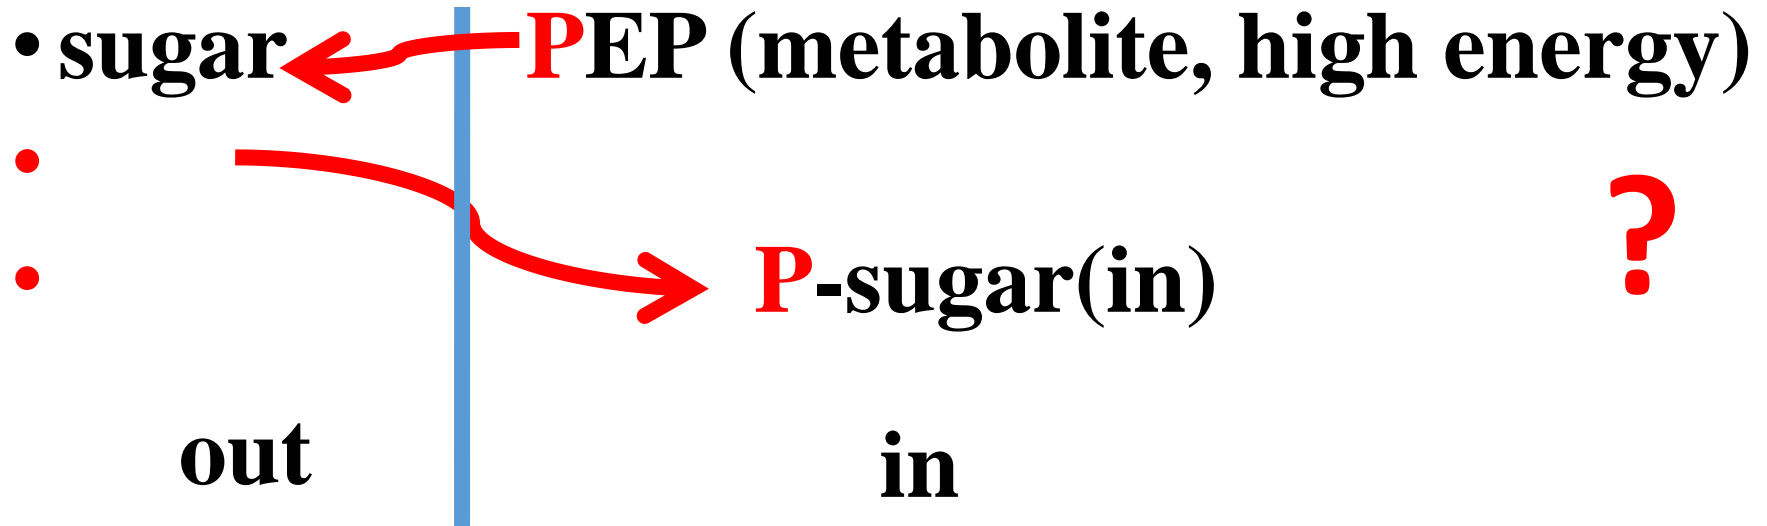 • sugar PEP (metabolite, high energy)
•
?
• P-sugar(in)
out in